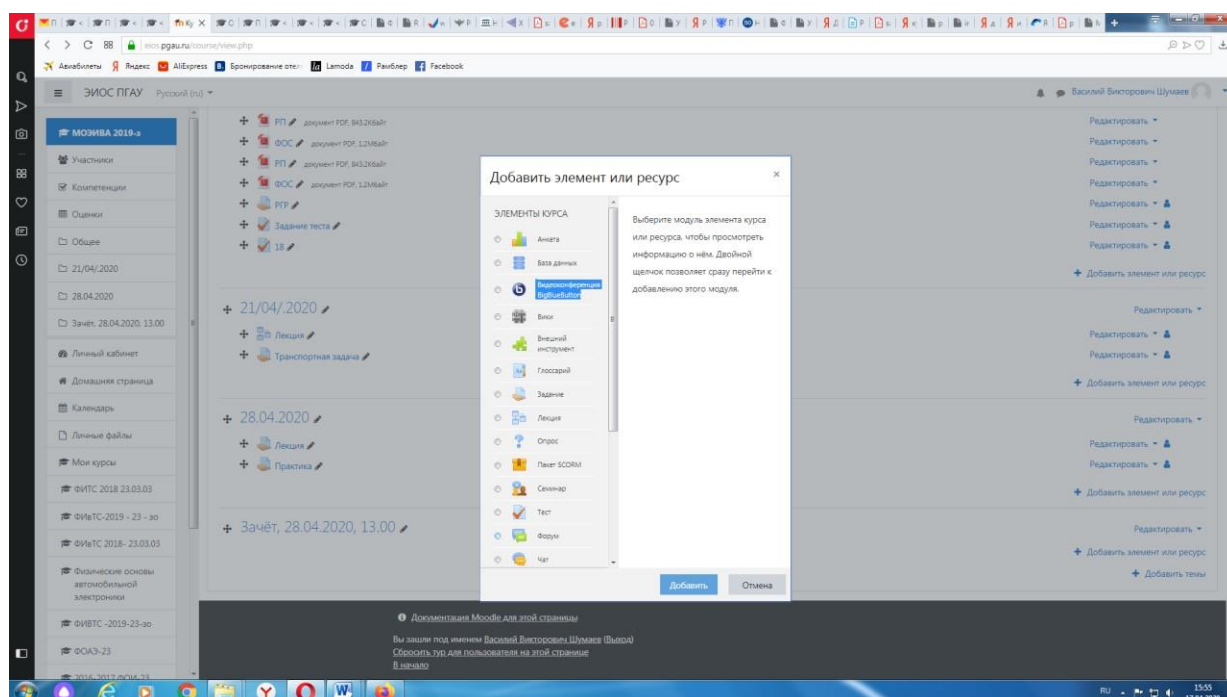 eios.pgau.ru/course/view.php
Авиабилеты Яндекс AliExpress Бронирование оте Lamoda Рамблер Facebook
ЭИОС ПГАУ Русский (ru) Василий Викторович Шумаев
МОЭИВА 2019-з
Участники
Компетенции
Оценки
Общее
21/04/.2020
28.04.2020
Зачёт, 28.04.2020, 13.00
Личный кабинет
Домашняя страница
Календарь
Личные файлы
Мои курсы
ФИТС 2018 23.03.03
ФИвТС-2019 - 23 - зо
ФИвТС 2018- 23.03.03
Физические основы
автомобильной
электроники
ФИВТС -2019-23-зо
ФОАЭ-23
РП документ PDF, 843.2Кбайт Редактировать
ФОС документ PDF, 1.2Мбайт Редактировать
РП документ PDF, 843.2Кбайт Редактировать
ФОС документ PDF, 1.2Мбайт Редактировать
РГР Редактировать
Задание теста Редактировать
18 Редактировать
Добавить элемент или ресурс
21/04/.2020 Редактировать
Лекция Редактировать
Транспортная задача Редактировать
Добавить элемент или ресурс
28.04.2020 Редактировать
Лекция Редактировать
Практика Редактировать
Добавить элемент или ресурс
Зачёт, 28.04.2020, 13.00 Редактировать
Добавить элемент или ресурс
Добавить темы
Добавить элемент или ресурс ×
ЭЛЕМЕНТЫ КУРСА
Анкета
База данных
Видеоконференция
BigBlueButton
Вики
Внешний
инструмент
Глоссарий
Задание
Лекция
Опрос
Пакет SCORM
Семинар
Тест
Форум
Чат
Выберите модуль элемента курса
или ресурса, чтобы просмотреть
информацию о нём. Двойной
щелчок позволяет сразу перейти к
добавлению этого модуля.
Добавить Отмена
Документация Moodle для этой страницы
Вы зашли под именем Василий Викторович Шумаев (Выход)
Сбросить тур для пользователя на этой странице
В начало
RU 15:55